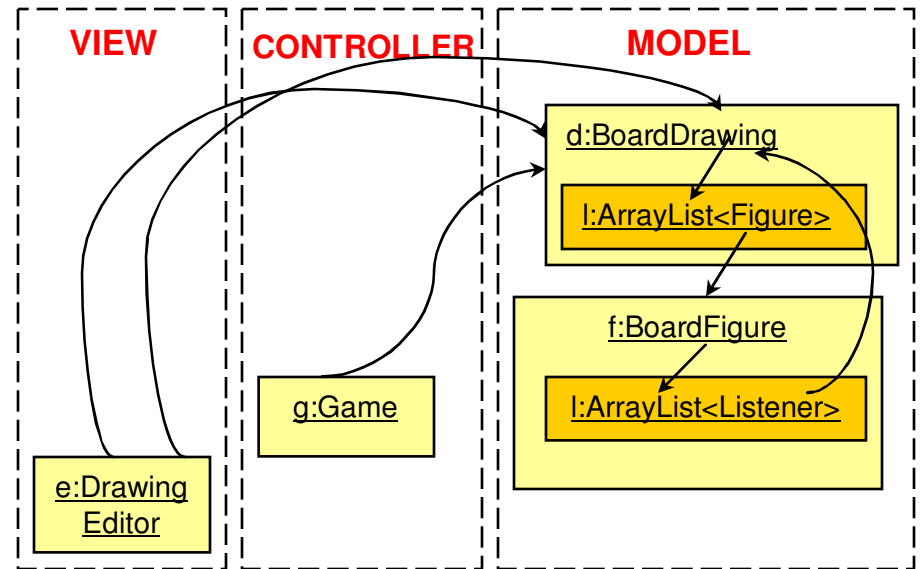 VIEW
CONTROLLER
MODEL
d:BoardDrawing
l:ArrayList<Figure>
f:BoardFigure
g:Game
l:ArrayList<Listener>
e:Drawing
Editor